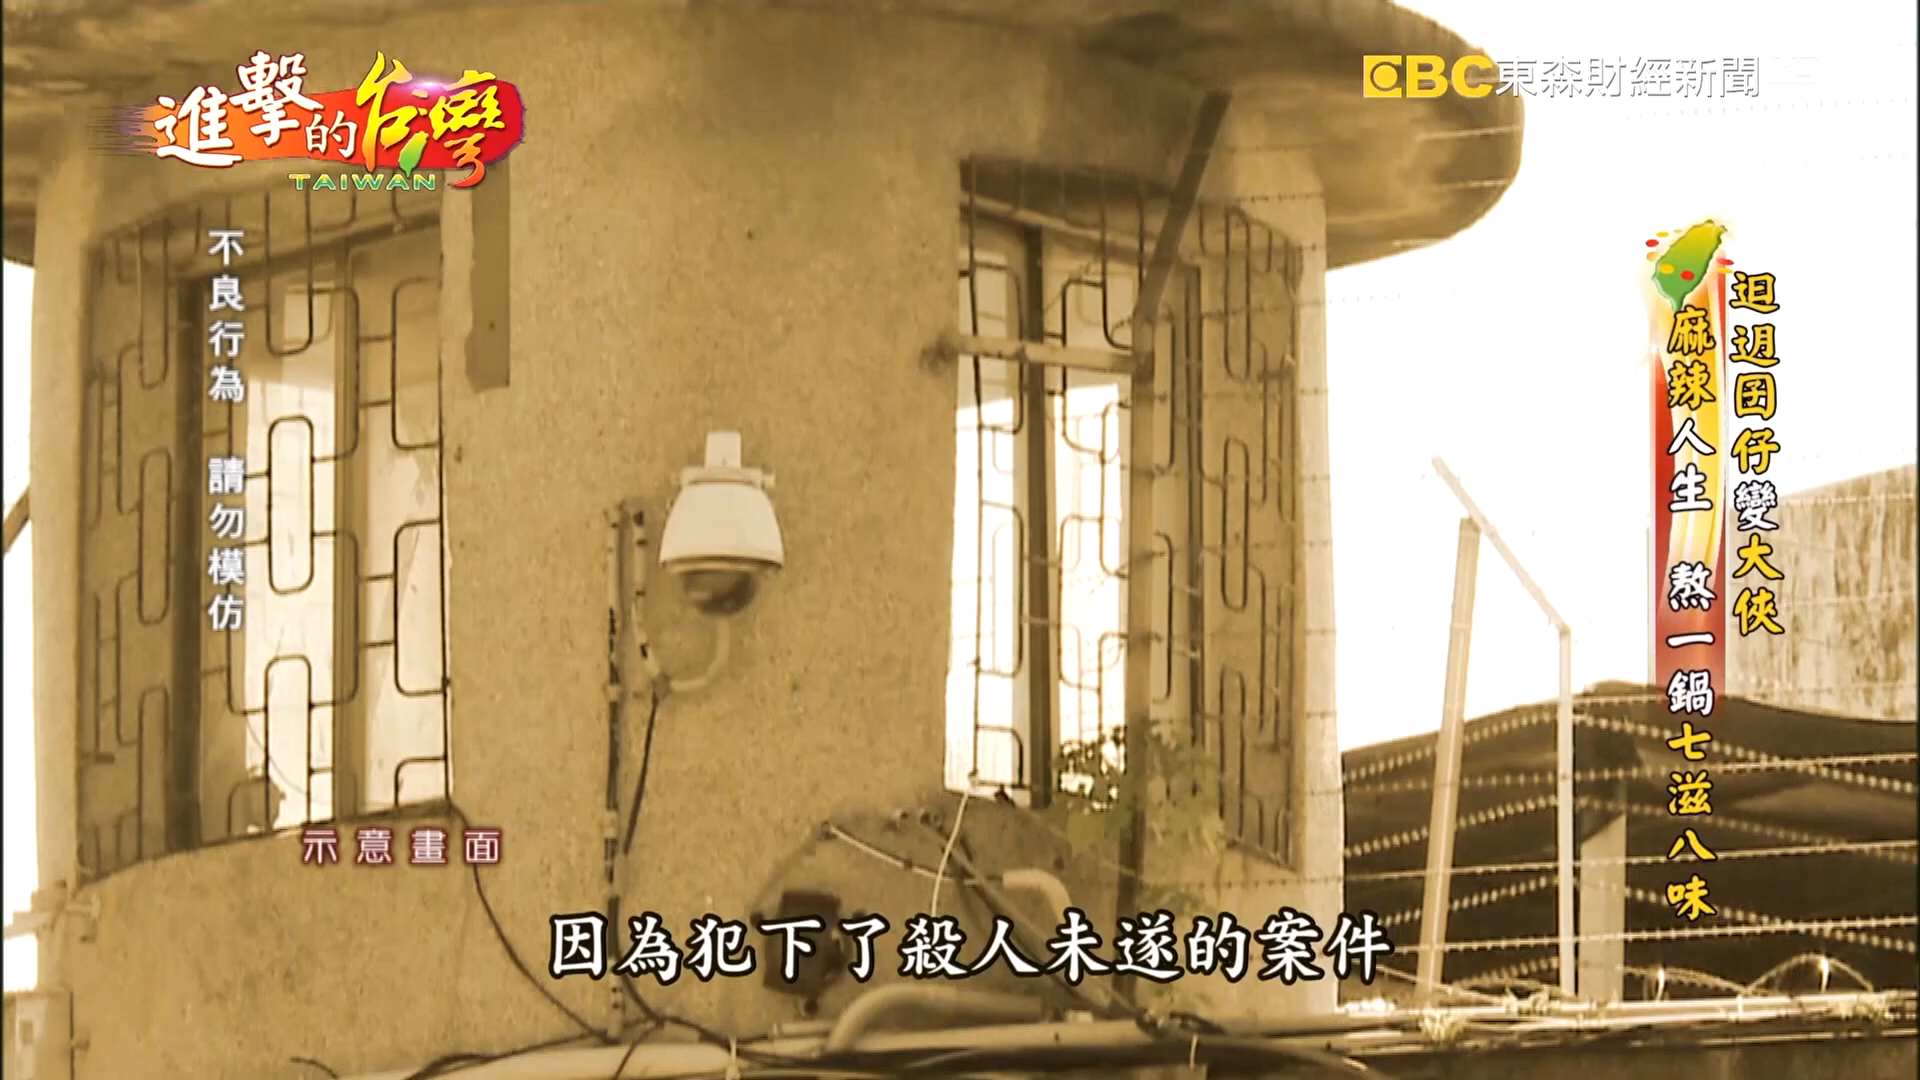 進擊的台灣
TAIWAN
EBC東森財經新聞
不良行為 請勿模仿
𨑨迌囝仔變大俠
麻辣人生 熬一鍋七滋八味
示意畫面
因為犯下了殺人未遂的案件